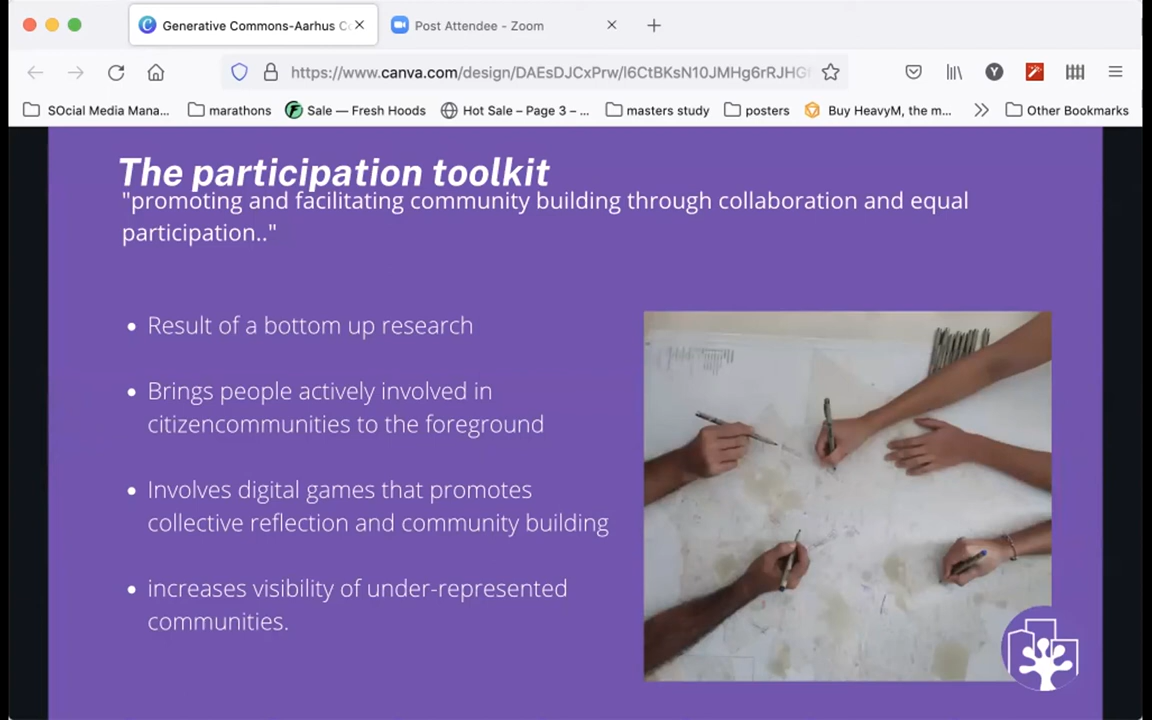 Generative Commons-Aarhus C
Post Attendee - Zoom
https://www.canva.com/design/DAEsDJCxPrw/l6CtBKsN10JMHg6rRJHG
SOcial Media Mana...
marathons
Sale — Fresh Hoods
Hot Sale – Page 3 – ...
masters study
posters
Buy HeavyM, the m...
Other Bookmarks
The participation toolkit
"promoting and facilitating community building through collaboration and equal
participation.."
• Result of a bottom up research
• Brings people actively involved in
citizencommunities to the foreground
• Involves digital games that promotes
collective reflection and community building
• increases visibility of under-represented
communities.